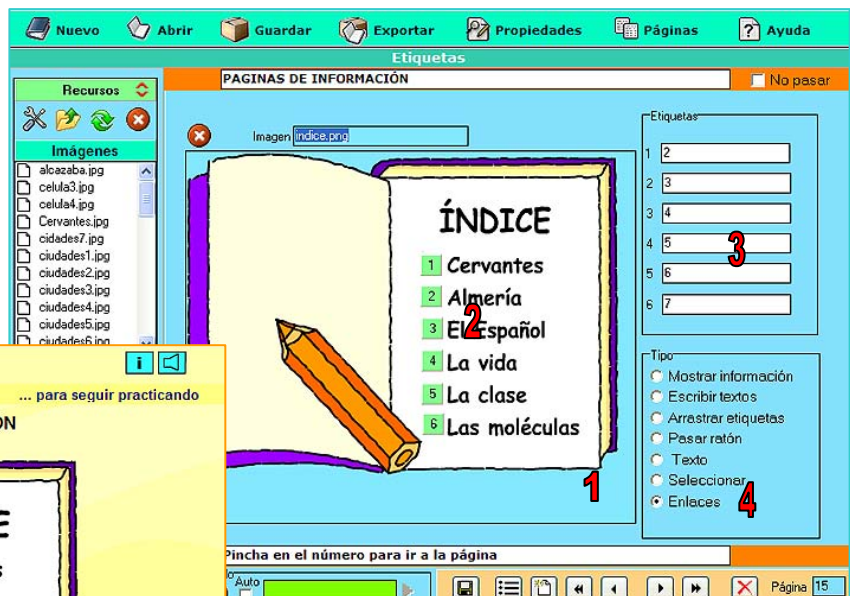 Nuevo Abrir Guardar Exportar Propiedades Páginas ? Ayuda
Etiquetas
Recursos
PAGINAS DE INFORMACIÓN
No pasar
Imagen indice.png
Imágenes
alcazaba.jpg
celula3.jpg
celula4.jpg
Cervantes.jpg
cidades7.jpg
ciudades1.jpg
ciudades2.jpg
ciudades3.jpg
ciudades4.jpg
ciudades5.jpg
ciudades6.jpg
ÍNDICE
1 Cervantes
2 Almería
3 El Español
4 La vida
5 La clase
6 Las moléculas
1
2
Etiquetas
1 2
2 3
3 4
4 5
5 6
6 7
3
Tipo
Mostrar información
Escribir textos
Arrastrar etiquetas
Pasar ratón
Texto
Seleccionar
Enlaces
4
i
... para seguir practicando
ON
E
s
Pincha en el número para ir a la página
Auto
Página 15